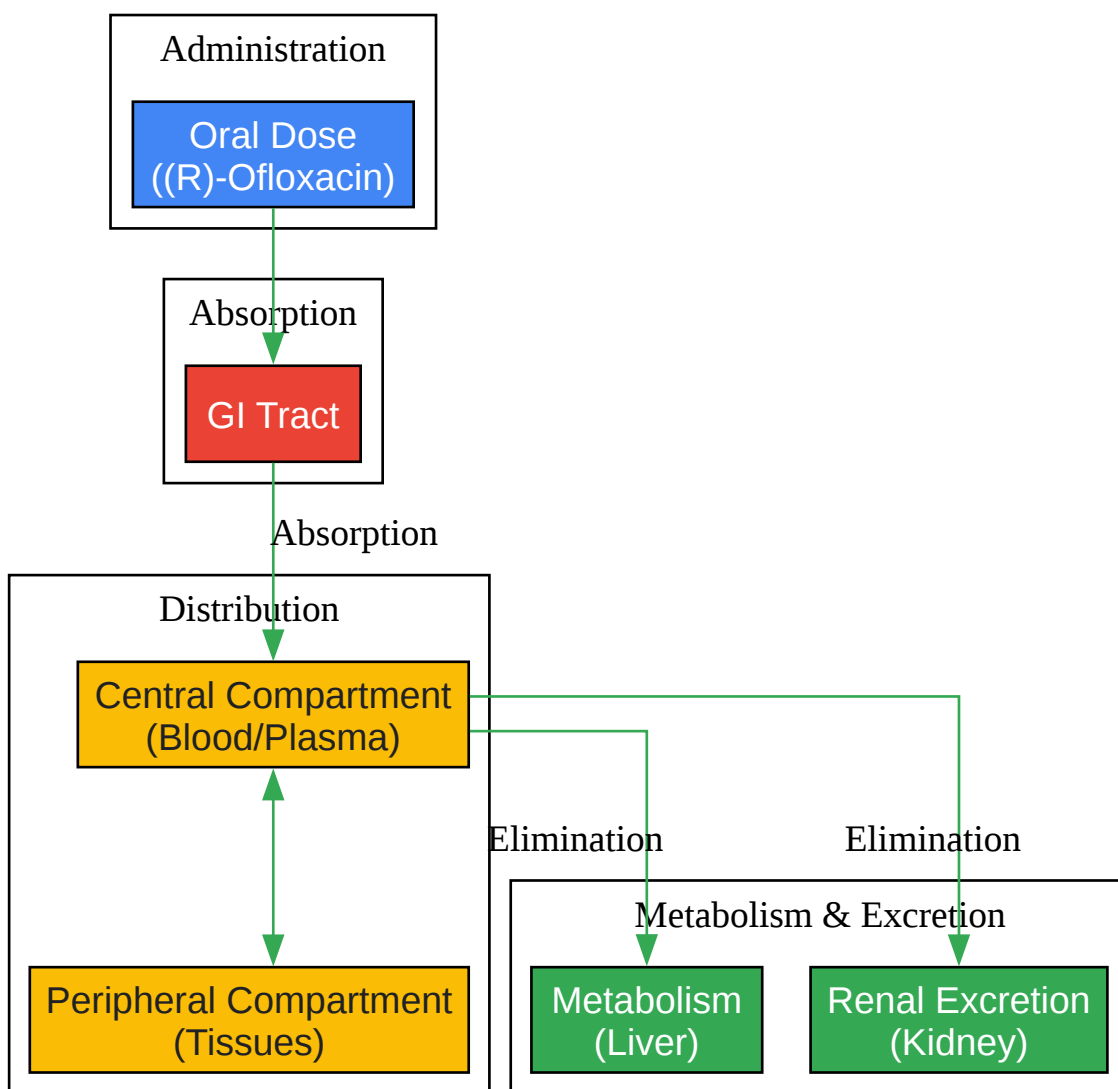 Administration
Oral Dose
((R)-Ofloxacin)
Absorption
GI Tract
Absorption
Distribution
Central Compartment
(Blood/Plasma)
Elimination
Elimination
Metabolism & Excretion
Peripheral Compartment
(Tissues)
Metabolism
(Liver)
Renal Excretion
(Kidney)